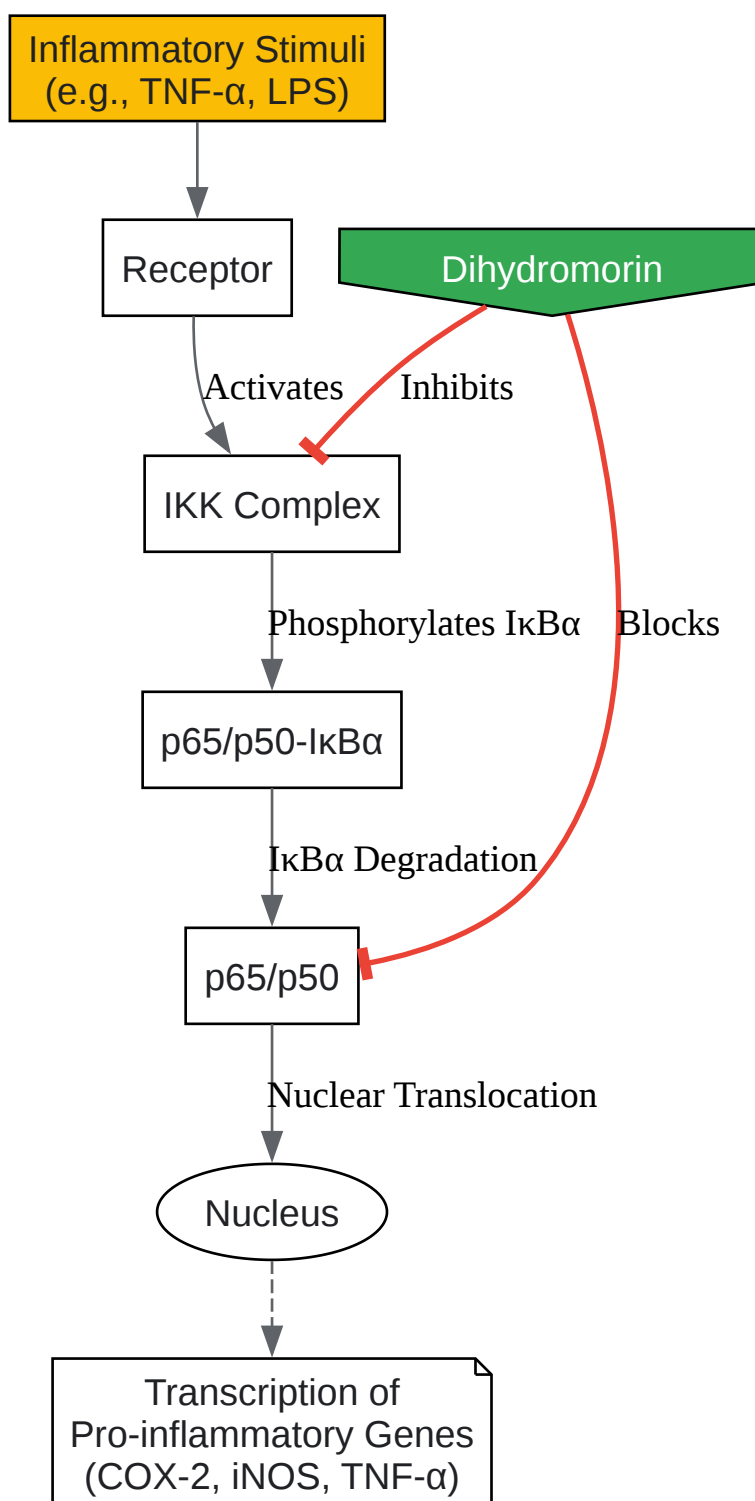 Inflammatory Stimuli
(e.g., TNF-α, LPS)
Receptor
Dihydromorin
Activates
Inhibits
IKK Complex
Phosphorylates IκBα
Blocks
p65/p50-IκBα
IκBα Degradation
p65/p50
Nuclear Translocation
Nucleus
Transcription of
Pro-inflammatory Genes
(COX-2, iNOS, TNF-α)